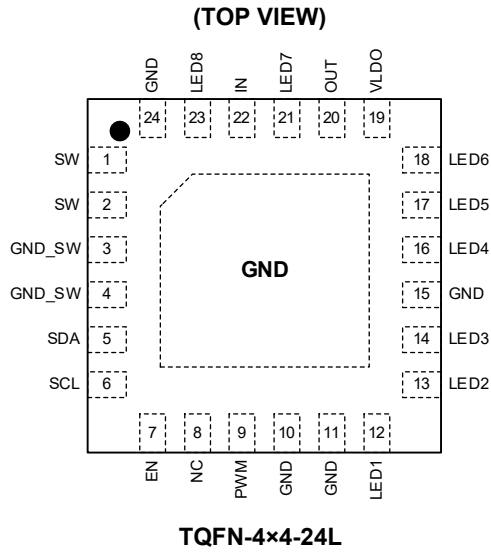 (TOP VIEW)
GND LED8 IN LED7 OUT VLDO
24 23 22 21 20 19
SW 1 18 LED6
SW 2 17 LED5
GND_SW 3 16 LED4
GND_SW 4 GND 15 GND
SDA 5 14 LED3
SCL 6 13 LED2
7 8 9 10 11 12
EN NC PWM GND GND LED1
TQFN-4×4-24L